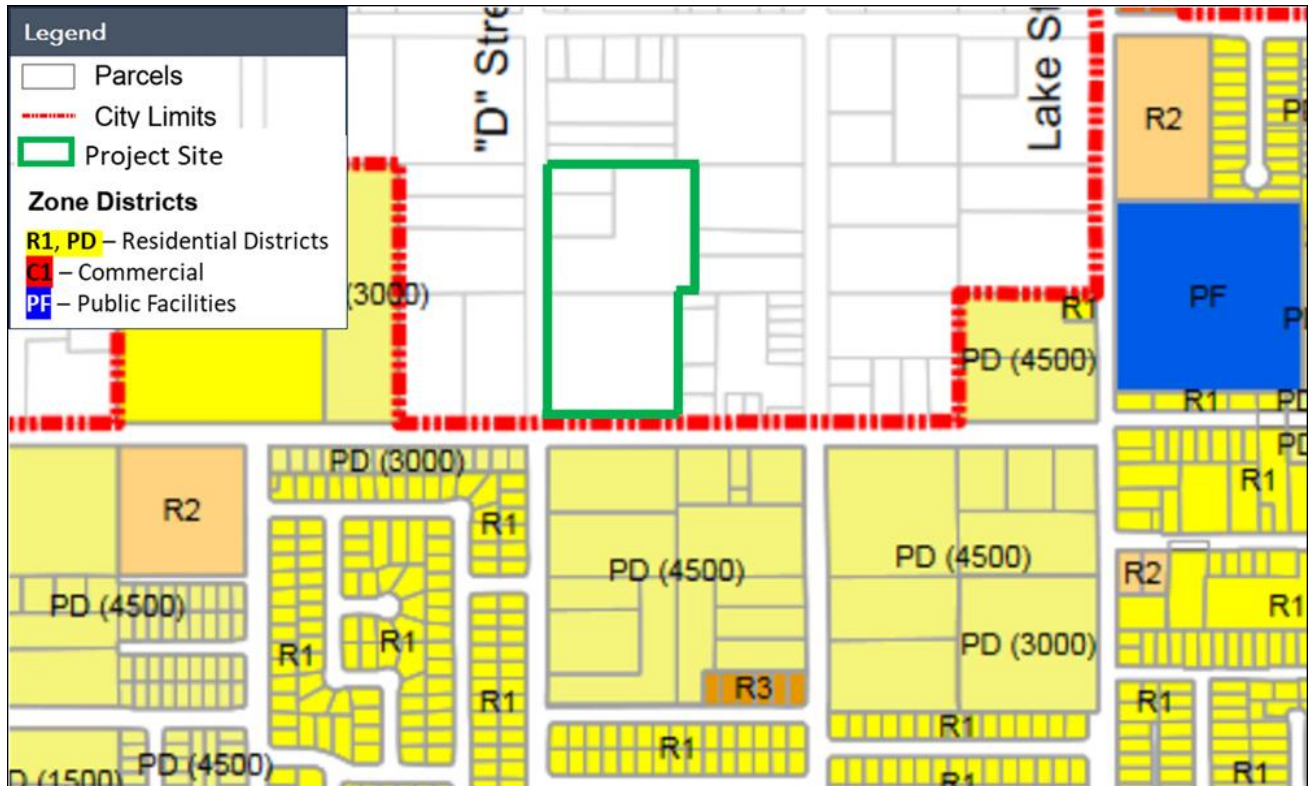 Legend
Parcels
City Limits
Project Site
Zone Districts
R1, PD – Residential Districts
C1 – Commercial
PF – Public Facilities
"D" Stre
Lake St
R2
P
(3000)
R1
PF
P
PD (4500)
R1
PD
PD (3000)
PD
R2
R1
R1
PD (4500)
PD (4500)
R2
PD (4500)
R1
R1
R1
PD (3000)
R3
R1
R1
R1
R1
D (1500)
PD (4500)
R1
R1